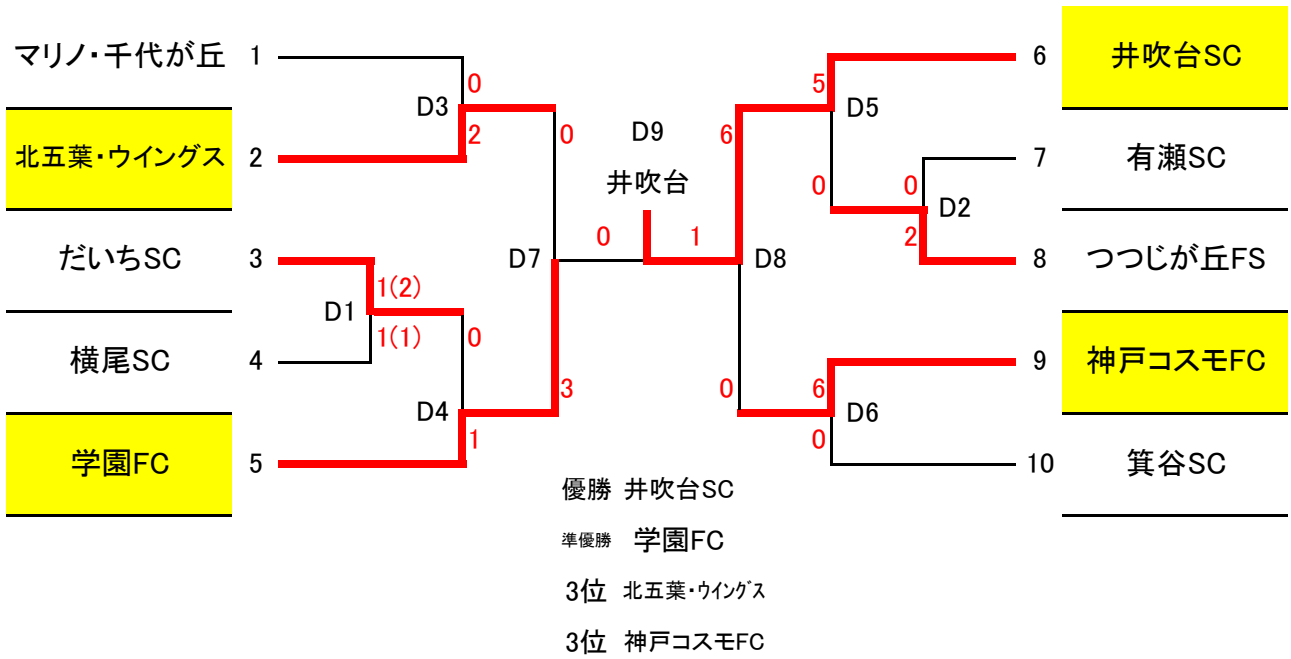 マリノ・千代が丘 1
6 井吹台SC
0
5
D3
D5
2
0
D9
6
北五葉・ウイングス 2
7 有瀬SC
井吹台
0
0
D2
0
1
2
だいちSC 3
D7
D8
8 つつじが丘FS
1(2)
D1
1(1)
0
横尾SC 4
9 神戸コスモFC
3
0
6
D4
D6
1
0
学園FC 5
10 箕谷SC
優勝 井吹台SC
準優勝 学園FC
3位 北五葉・ウイングス
3位 神戸コスモFC